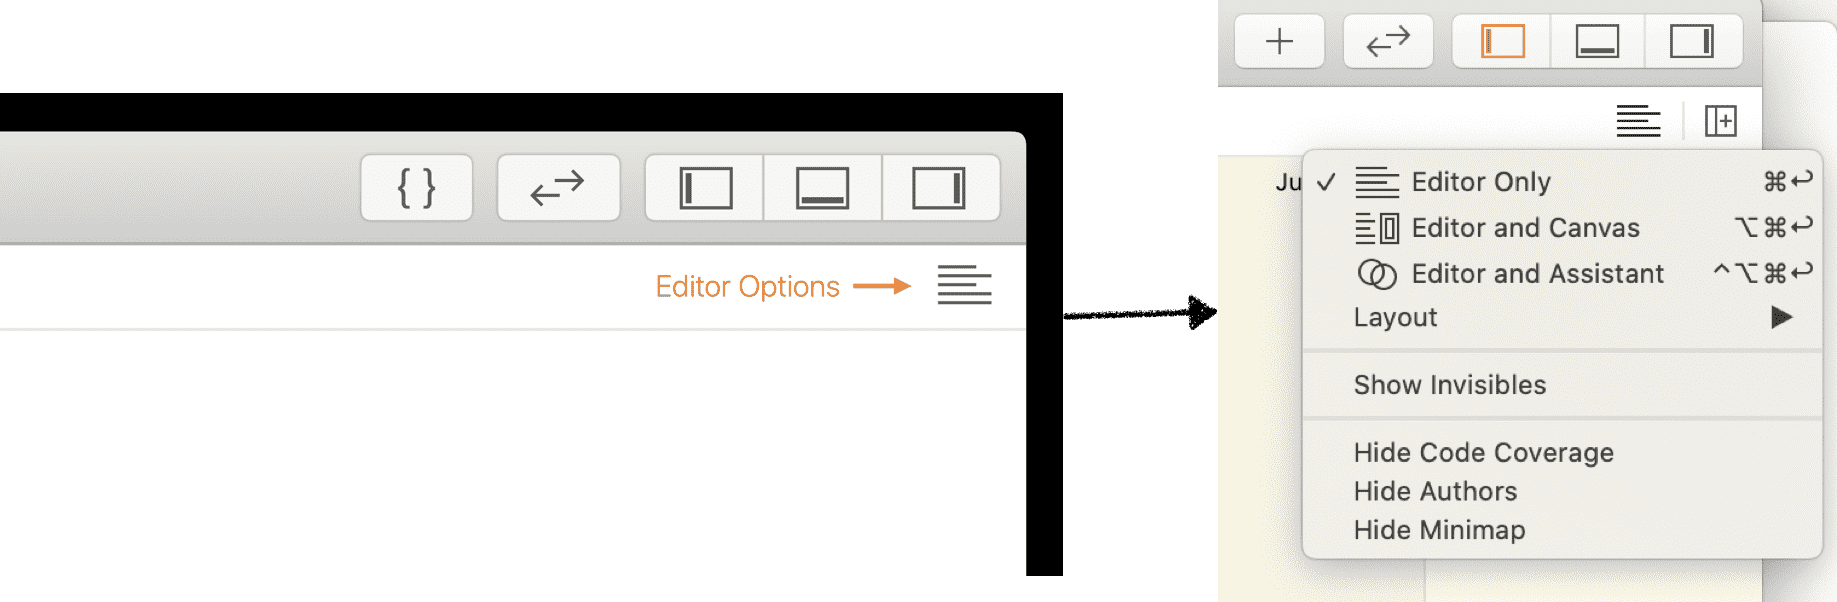 { }
Editor Options
Ju
✓ Editor Only ⌘↩
Editor and Canvas ⌥⌘↩
Editor and Assistant ^⌥⌘↩
Layout ▶
Show Invisibles
Hide Code Coverage
Hide Authors
Hide Minimap